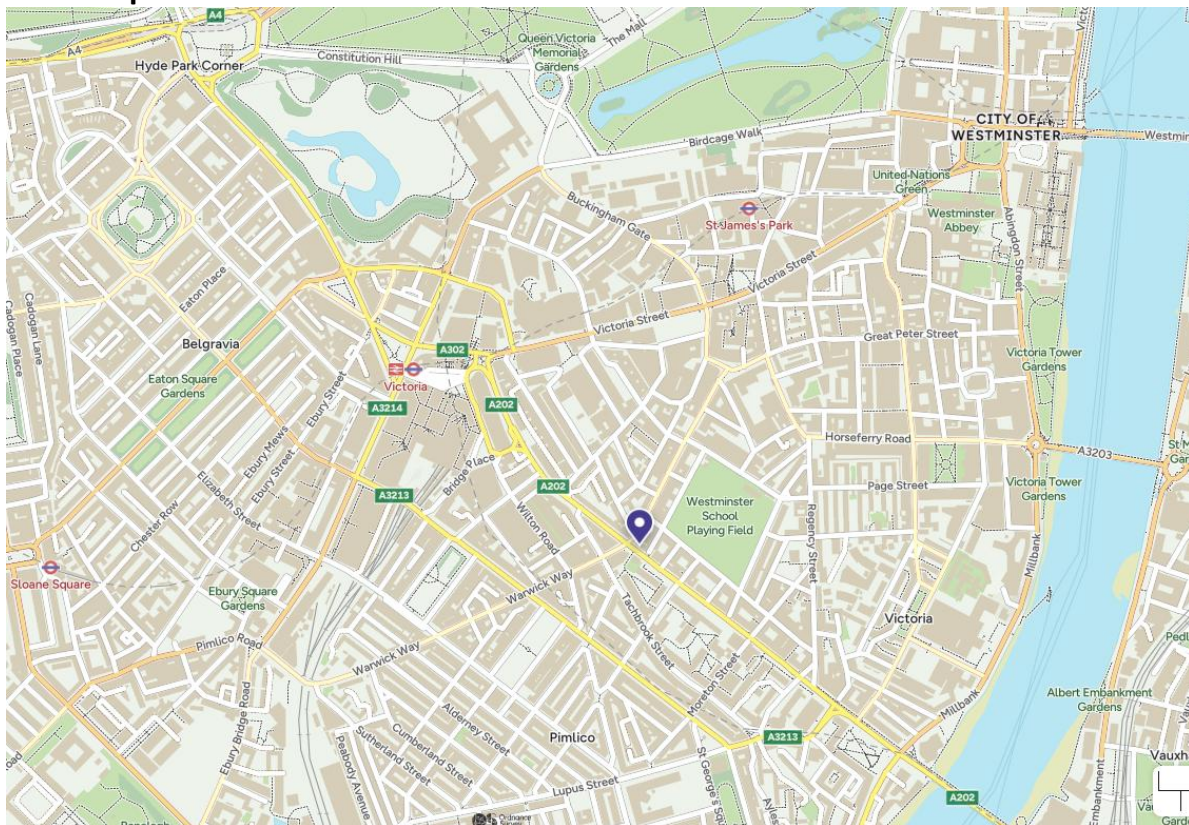 A4
A4
Hyde Park Corner
Constitution Hill
Queen Victoria
Memorial
Gardens
The Mall
Birdcage Walk
CITY OF
WESTMINSTER
United Nations
Green
Westminster
Abbey
Abingdon Street
Buckingham Gate
St James's Park
Victoria Street
Victoria Street
Great Peter Street
Victoria Tower
Gardens
Cadogan Place
Cadogan Lane
Eaton Place
Belgravia
Eaton Square
Gardens
Ebury Street
Ebury Mews
Ebury Street
Elizabeth Street
Chester Row
A302
Victoria
A3214
A202
A3213
Bridge Place
A202
Wilton Road
Horseferry Road
A3203
Page Street
Victoria Tower
Gardens
Westminster
School
Playing Field
Regency Street
Millbank
Sloane Square
Ebury Square
Gardens
Pimlico Road
Warwick Way
Warwick Way
Tachbrook Street
Moreton Street
Victoria
Millbank
Albert Embankment
Gardens
Ebury Bridge Road
Peabody Avenue
Sutherland Street
Cumberland Street
Alderney Street
Pimlico
Lupus Street
A3213
A202
Embankment
Ordnance
Survey